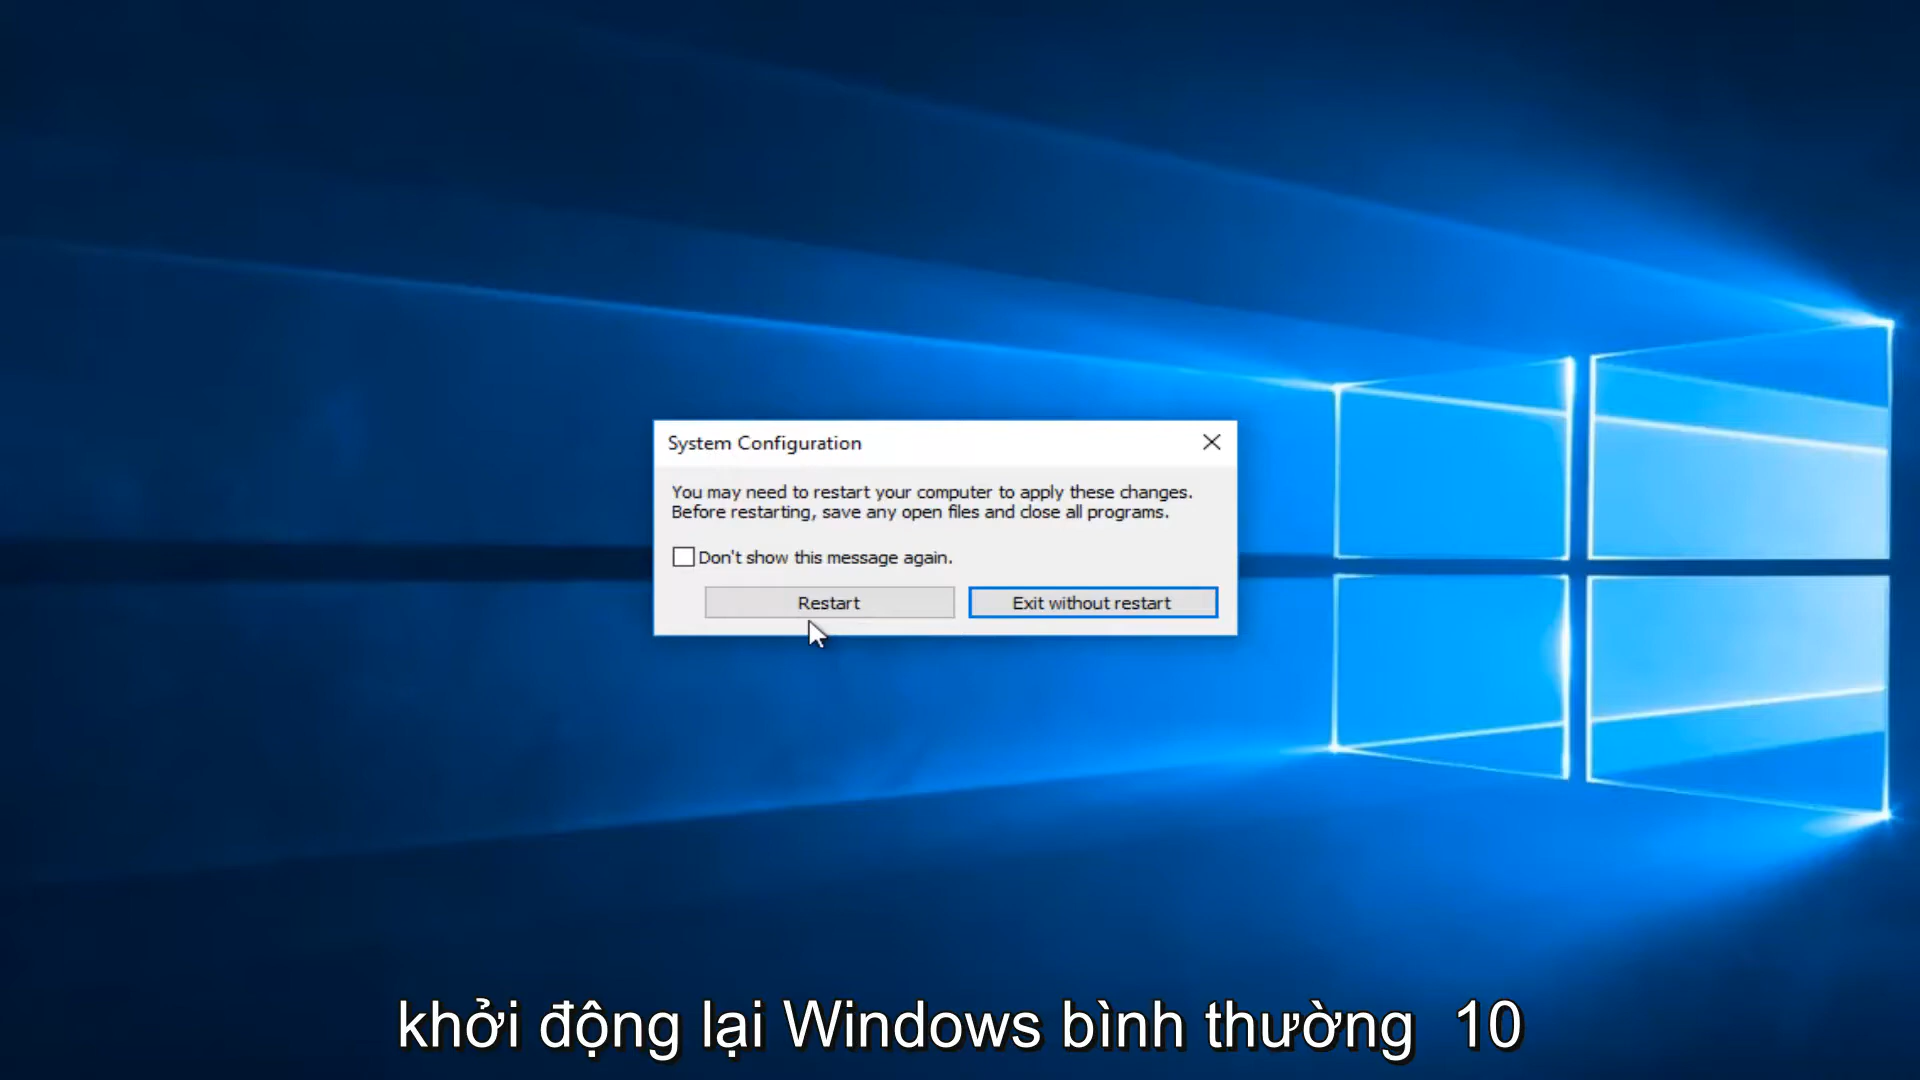 System Configuration
You may need to restart your computer to apply these changes.
Before restarting, save any open files and close all programs.
Don't show this message again.
Restart
Exit without restart
khởi động lại Windows bình thường 10